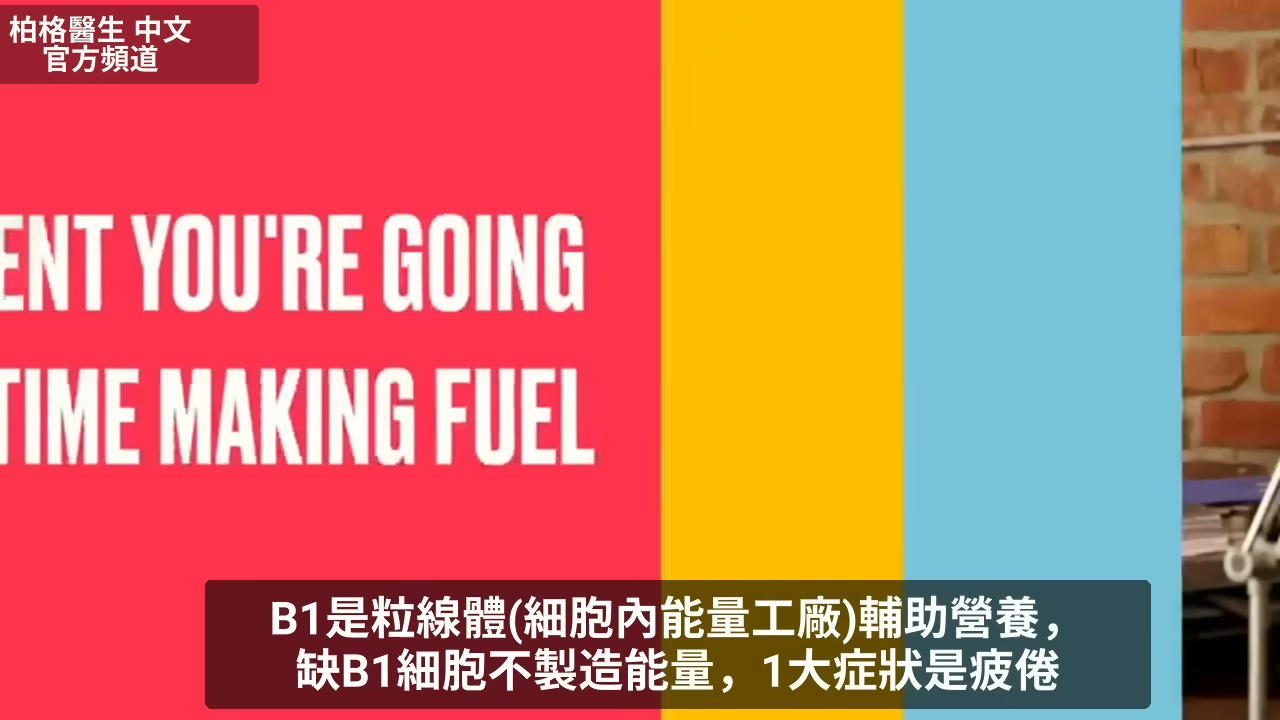 柏格醫生 中文
官方頻道
YOU'RE GOING
TIME MAKING FUEL
B1是粒線體(細胞內能量工廠)輔助營養，
缺B1細胞不製造能量，1大症狀是疲倦